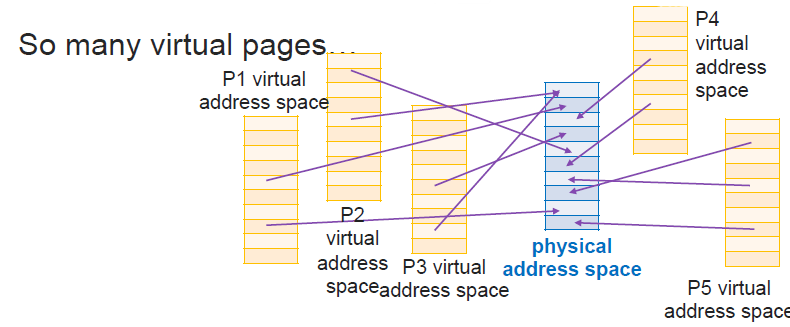 So many virtual pages…
P1 virtual
address space
P2
virtual
address
space
P3 virtual
address space
physical
address space
P4
virtual
address
space
P5 virtual
address space